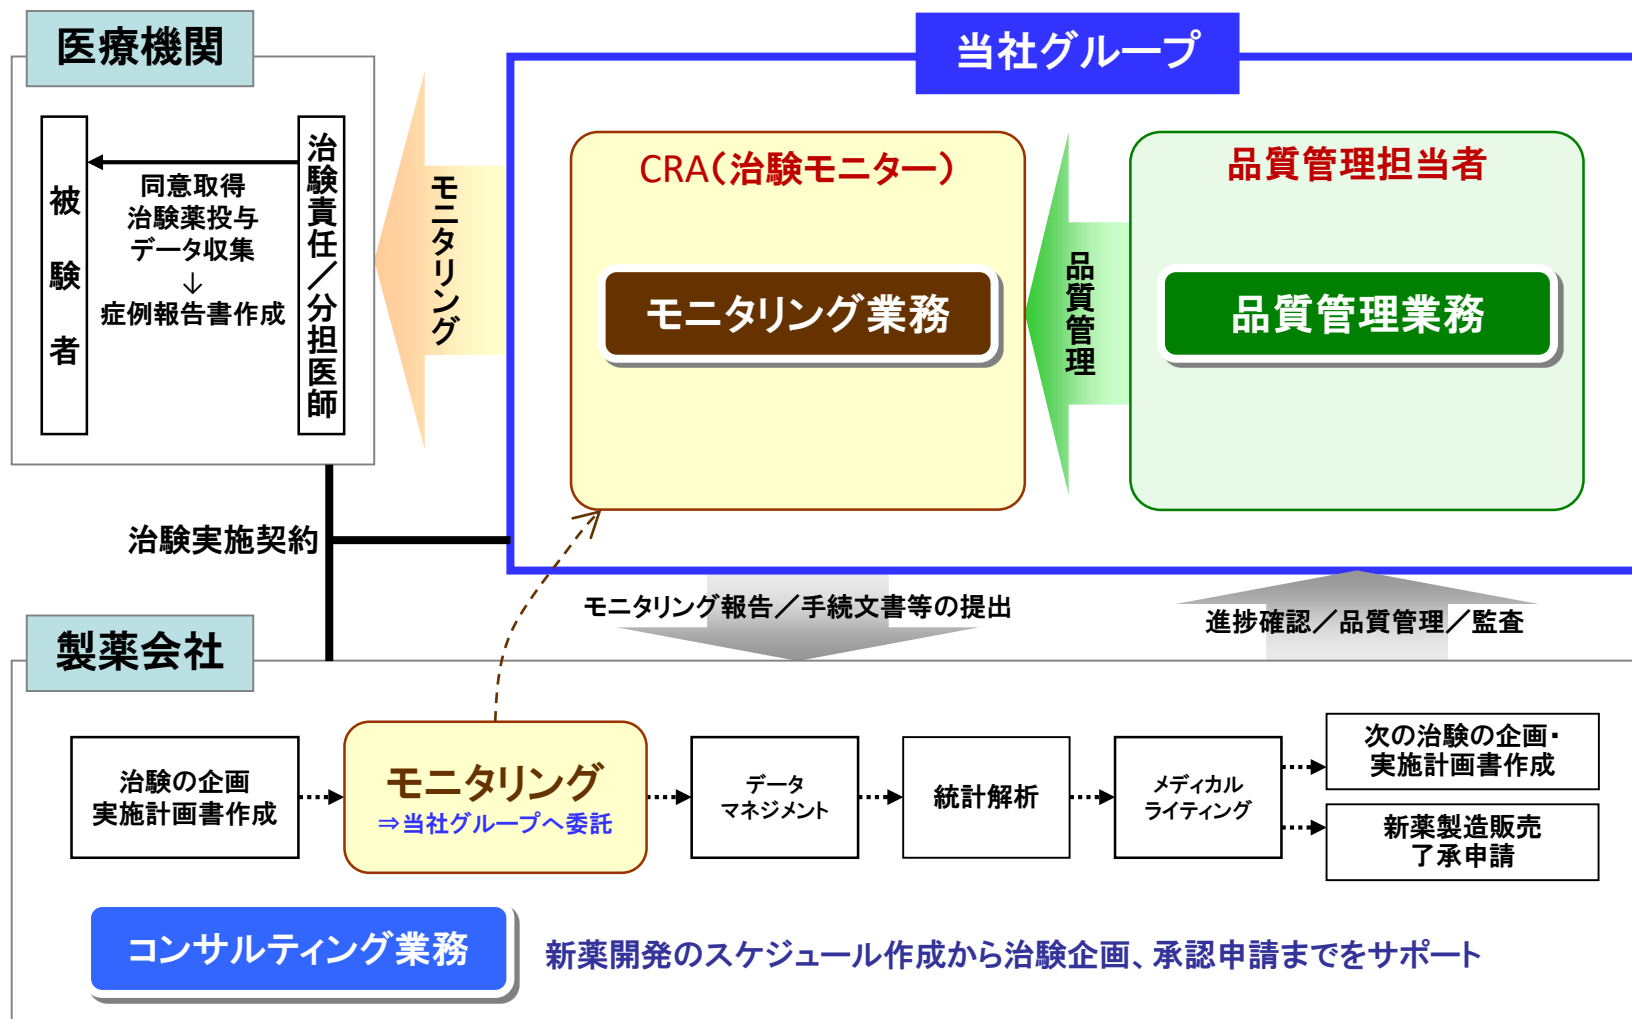 医療機関
当社グループ
被験者
同意取得
治験薬投与
データ収集
↓
症例報告書作成
治験責任／分担医師
モニタリング
CRA（治験モニター）
モニタリング業務
品質管理
品質管理担当者
品質管理業務
治験実施契約
モニタリング報告／手続文書等の提出
進捗確認／品質管理／監査
製薬会社
治験の企画
実施計画書作成
モニタリング
⇒当社グループへ委託
データ
マネジメント
統計解析
メディカル
ライティング
次の治験の企画・
実施計画書作成
新薬製造販売
了承申請
コンサルティング業務
新薬開発のスケジュール作成から治験企画、承認申請までをサポート